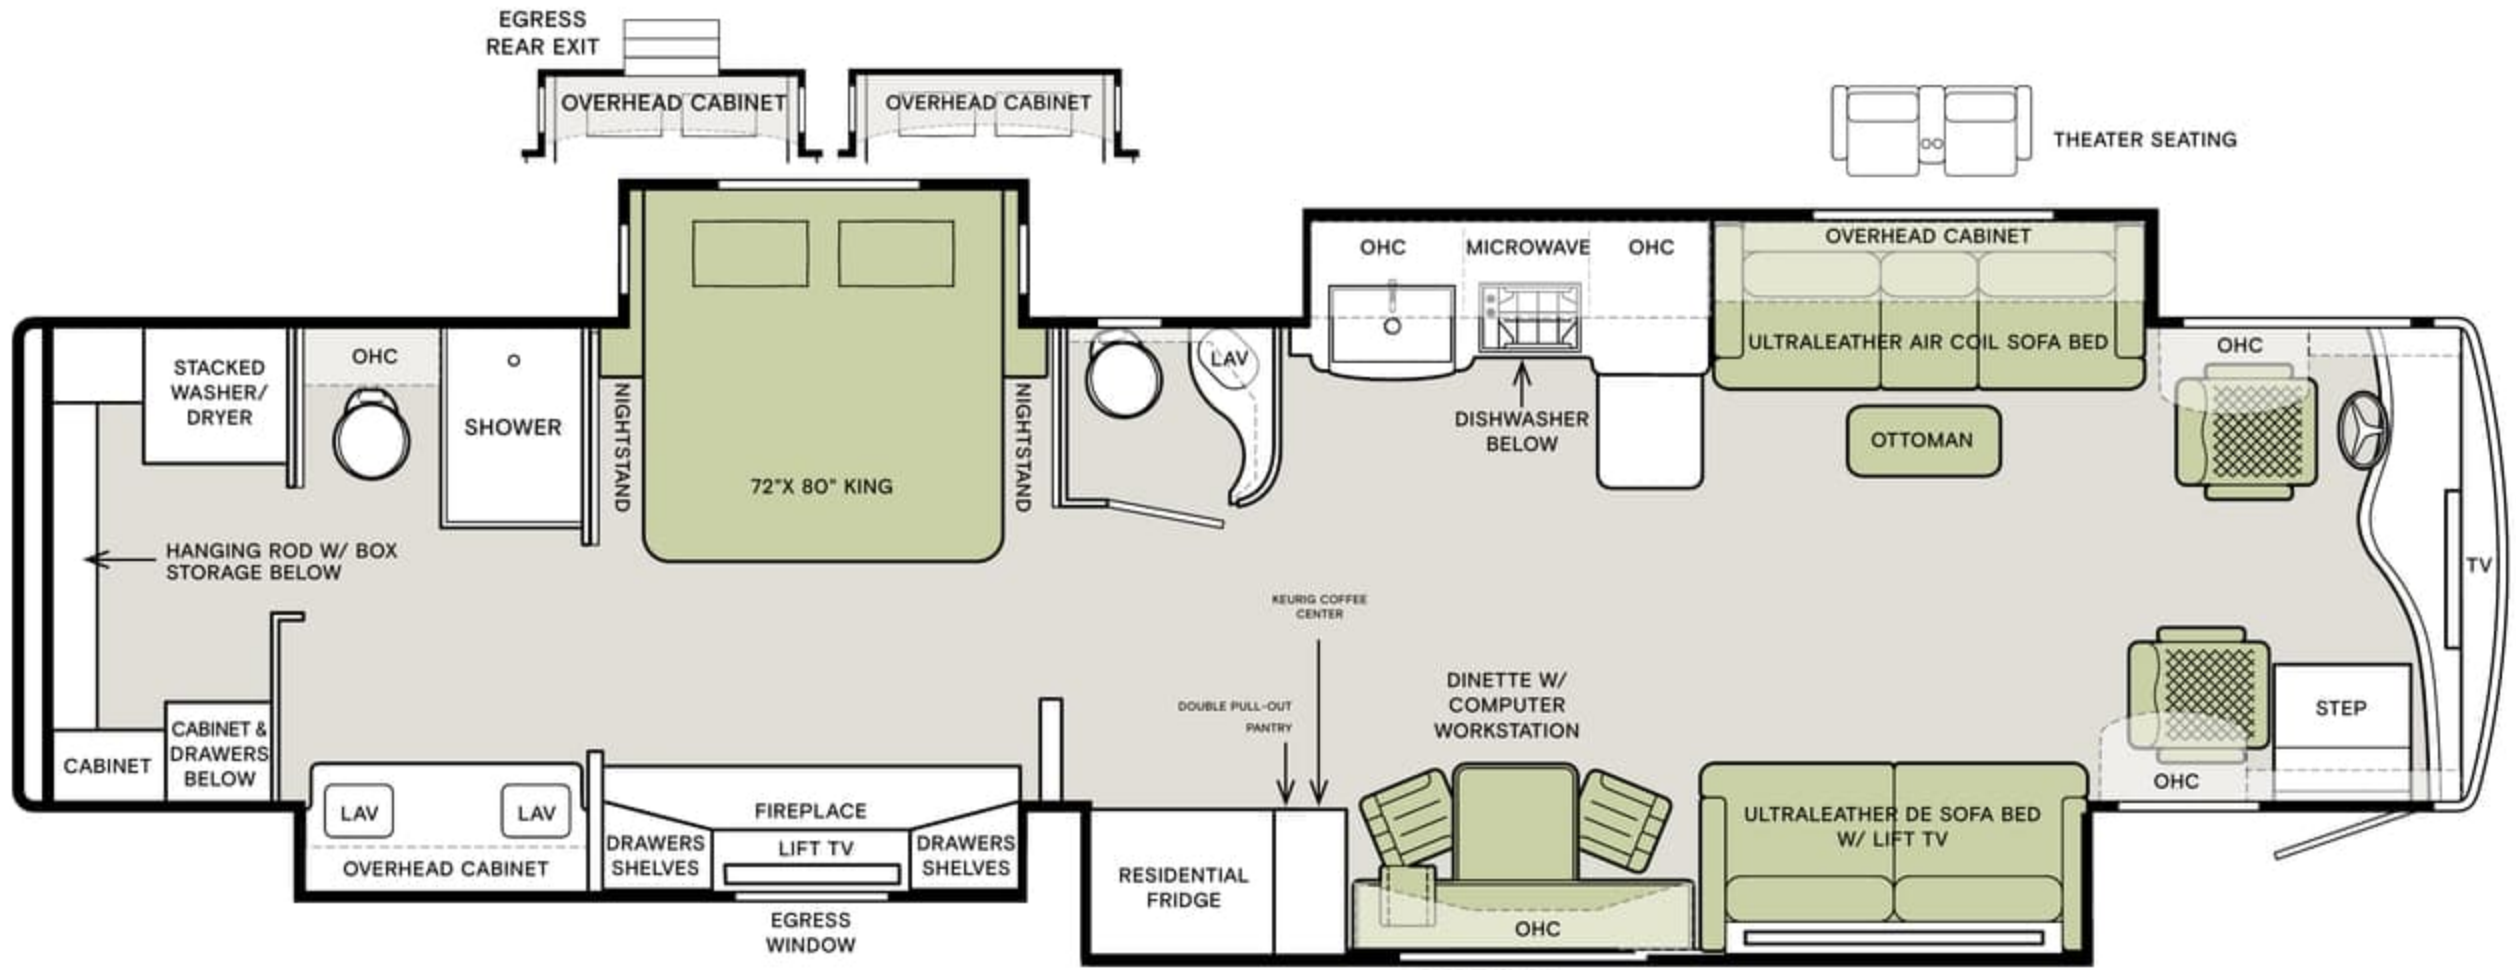 EGRESS
REAR EXIT
OVERHEAD CABINET
OVERHEAD CABINET
THEATER SEATING
OHC
MICROWAVE
OHC
OVERHEAD CABINET
ULTRALEATHER AIR COIL SOFA BED
OHC
STACKED
WASHER/
DRYER
OHC
SHOWER
NIGHTSTAND
72"X 80" KING
NIGHTSTAND
LAV
DISHWASHER
BELOW
OTTOMAN
HANGING ROD W/ BOX
STORAGE BELOW
TV
KEURIG COFFEE
CENTER
DOUBLE PULL-OUT
PANTRY
DINETTE W/
COMPUTER
WORKSTATION
STEP
OHC
CABINET
CABINET &
DRAWERS
BELOW
LAV
LAV
OVERHEAD CABINET
FIREPLACE
DRAWERS
SHELVES
LIFT TV
DRAWERS
SHELVES
EGRESS
WINDOW
RESIDENTIAL
FRIDGE
OHC
ULTRALEATHER DE SOFA BED
W/ LIFT TV